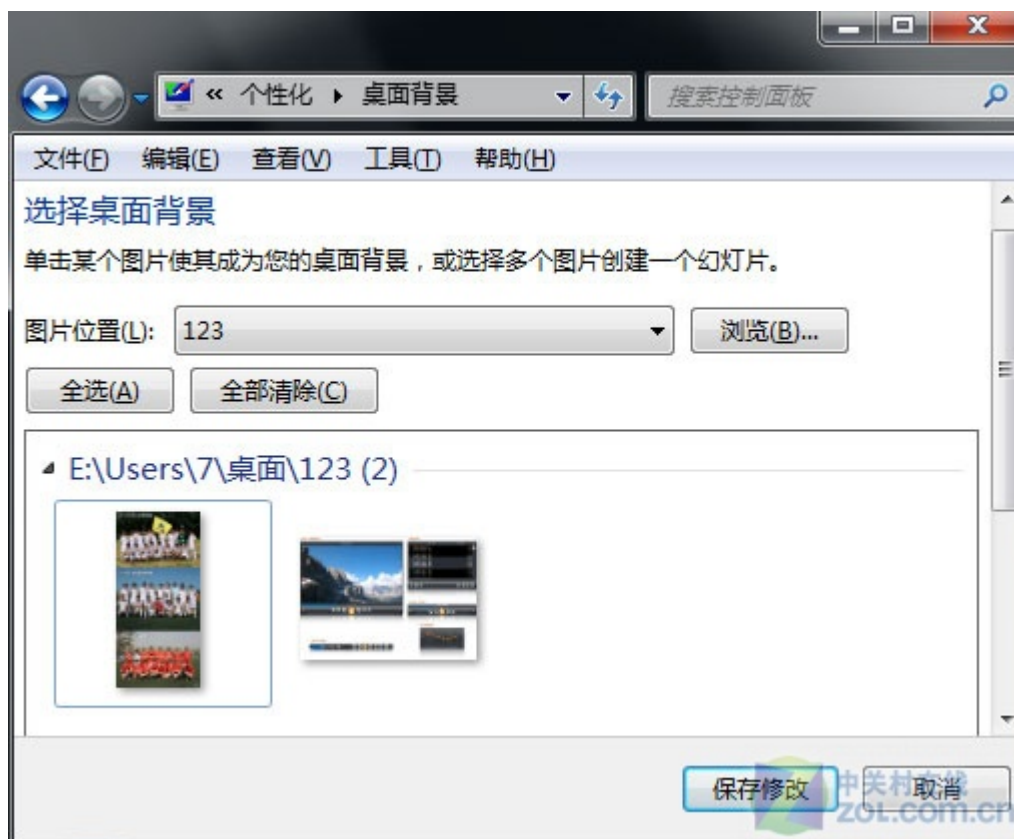 « 个性化 ▸ 桌面背景 搜索控制面板
文件(F) 编辑(E) 查看(V) 工具(T) 帮助(H)
选择桌面背景
单击某个图片使其成为您的桌面背景，或选择多个图片创建一个幻灯片。
图片位置(L): 123 浏览(B)...
全选(A) 全部清除(C)
E:\Users\7\桌面\123 (2)
保存修改 取消
中关村在线
ZOL.COM.CN